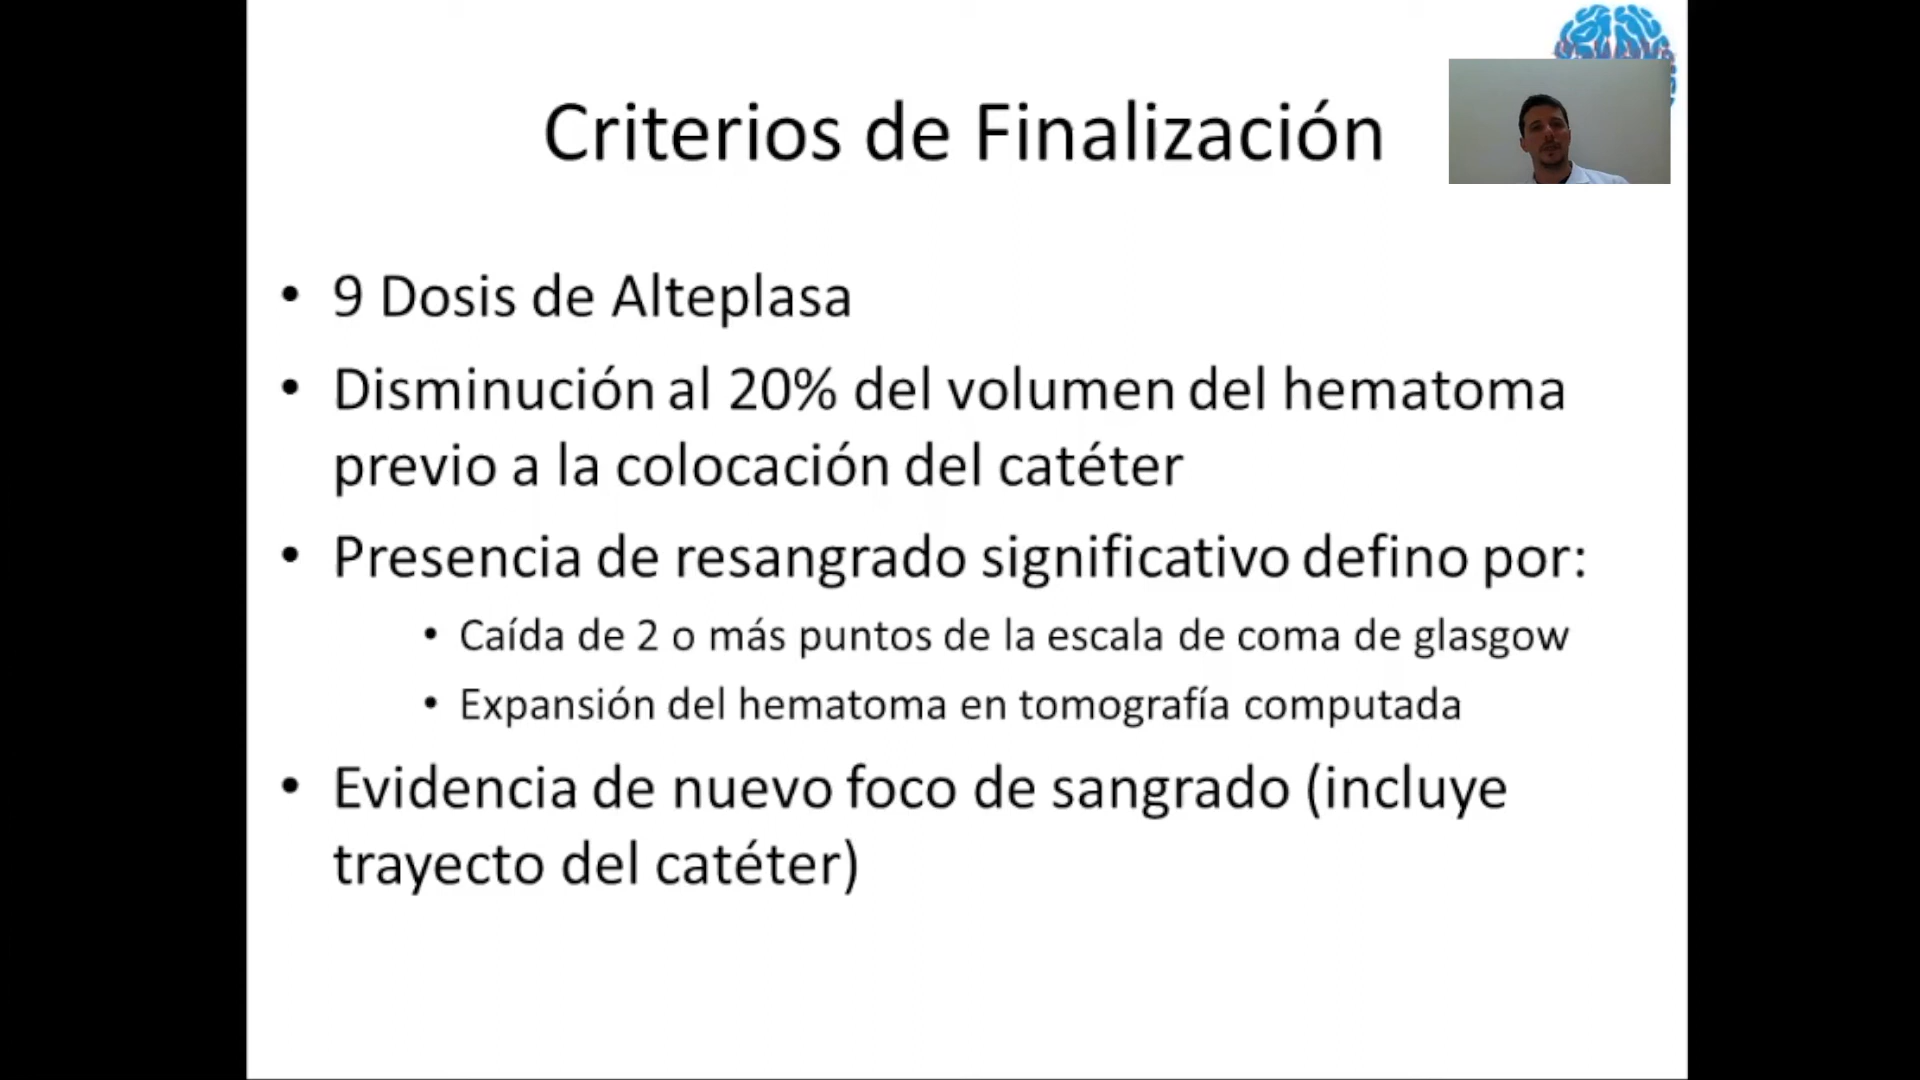 Criterios de Finalización
• 9 Dosis de Alteplasa
• Disminución al 20% del volumen del hematoma
previo a la colocación del catéter
• Presencia de resangrado significativo defino por:
• Caída de 2 o más puntos de la escala de coma de glasgow
• Expansión del hematoma en tomografía computada
• Evidencia de nuevo foco de sangrado (incluye
trayecto del catéter)